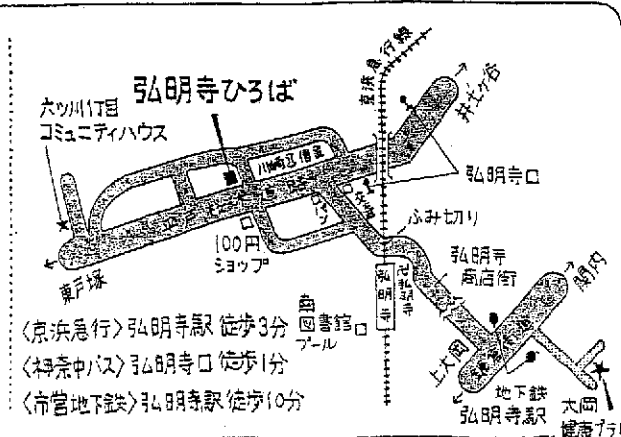 京浜急行線
井土ヶ谷
弘明寺ひろば
六ツ川1丁目
コミュニティハウス
川崎信金
弘明寺口
ふみ切り
100円
ショップ
弘明寺
卍弘明寺
弘明寺
商店街
関内
東戸塚
南
図書館
プール
上大岡
地下鉄
弘明寺駅
大岡
健康プラ
〈京浜急行〉弘明寺駅 徒歩3分
〈神奈中バス〉弘明寺口 徒歩1分
〈市営地下鉄〉弘明寺駅 徒歩10分